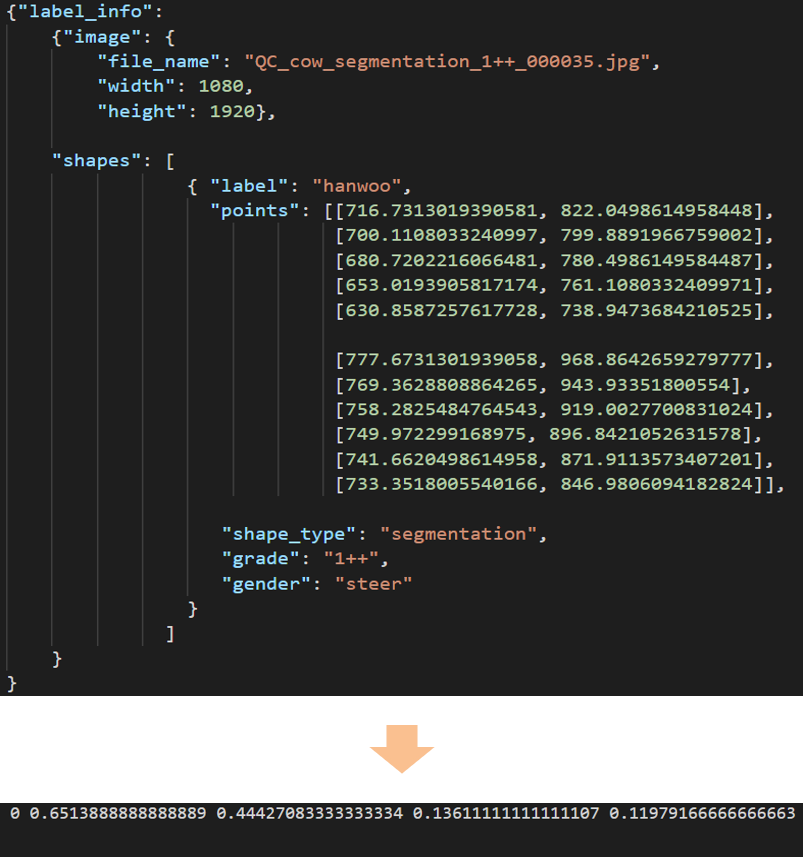 {"label_info":
{"image": {
"file_name": "QC_cow_segmentation_1++_000035.jpg",
"width": 1080,
"height": 1920},
"shapes": [
{ "label": "hanwoo",
"points": [[716.7313019390581, 822.0498614958448],
[700.1108033240997, 799.8891966759002],
[680.7202216066481, 780.4986149584487],
[653.0193905817174, 761.1080332409971],
[630.8587257617728, 738.9473684210525],
[777.6731301939058, 968.8642659279777],
[769.3628808864265, 943.93351800554],
[758.2825484764543, 919.0027700831024],
[749.972299168975, 896.8421052631578],
[741.6620498614958, 871.9113573407201],
[733.3518005540166, 846.9806094182824]],
"shape_type": "segmentation",
"grade": "1++",
"gender": "steer"
}
]
}
}
0 0.6513888888888889 0.44427083333333334 0.13611111111111107 0.11979166666666663